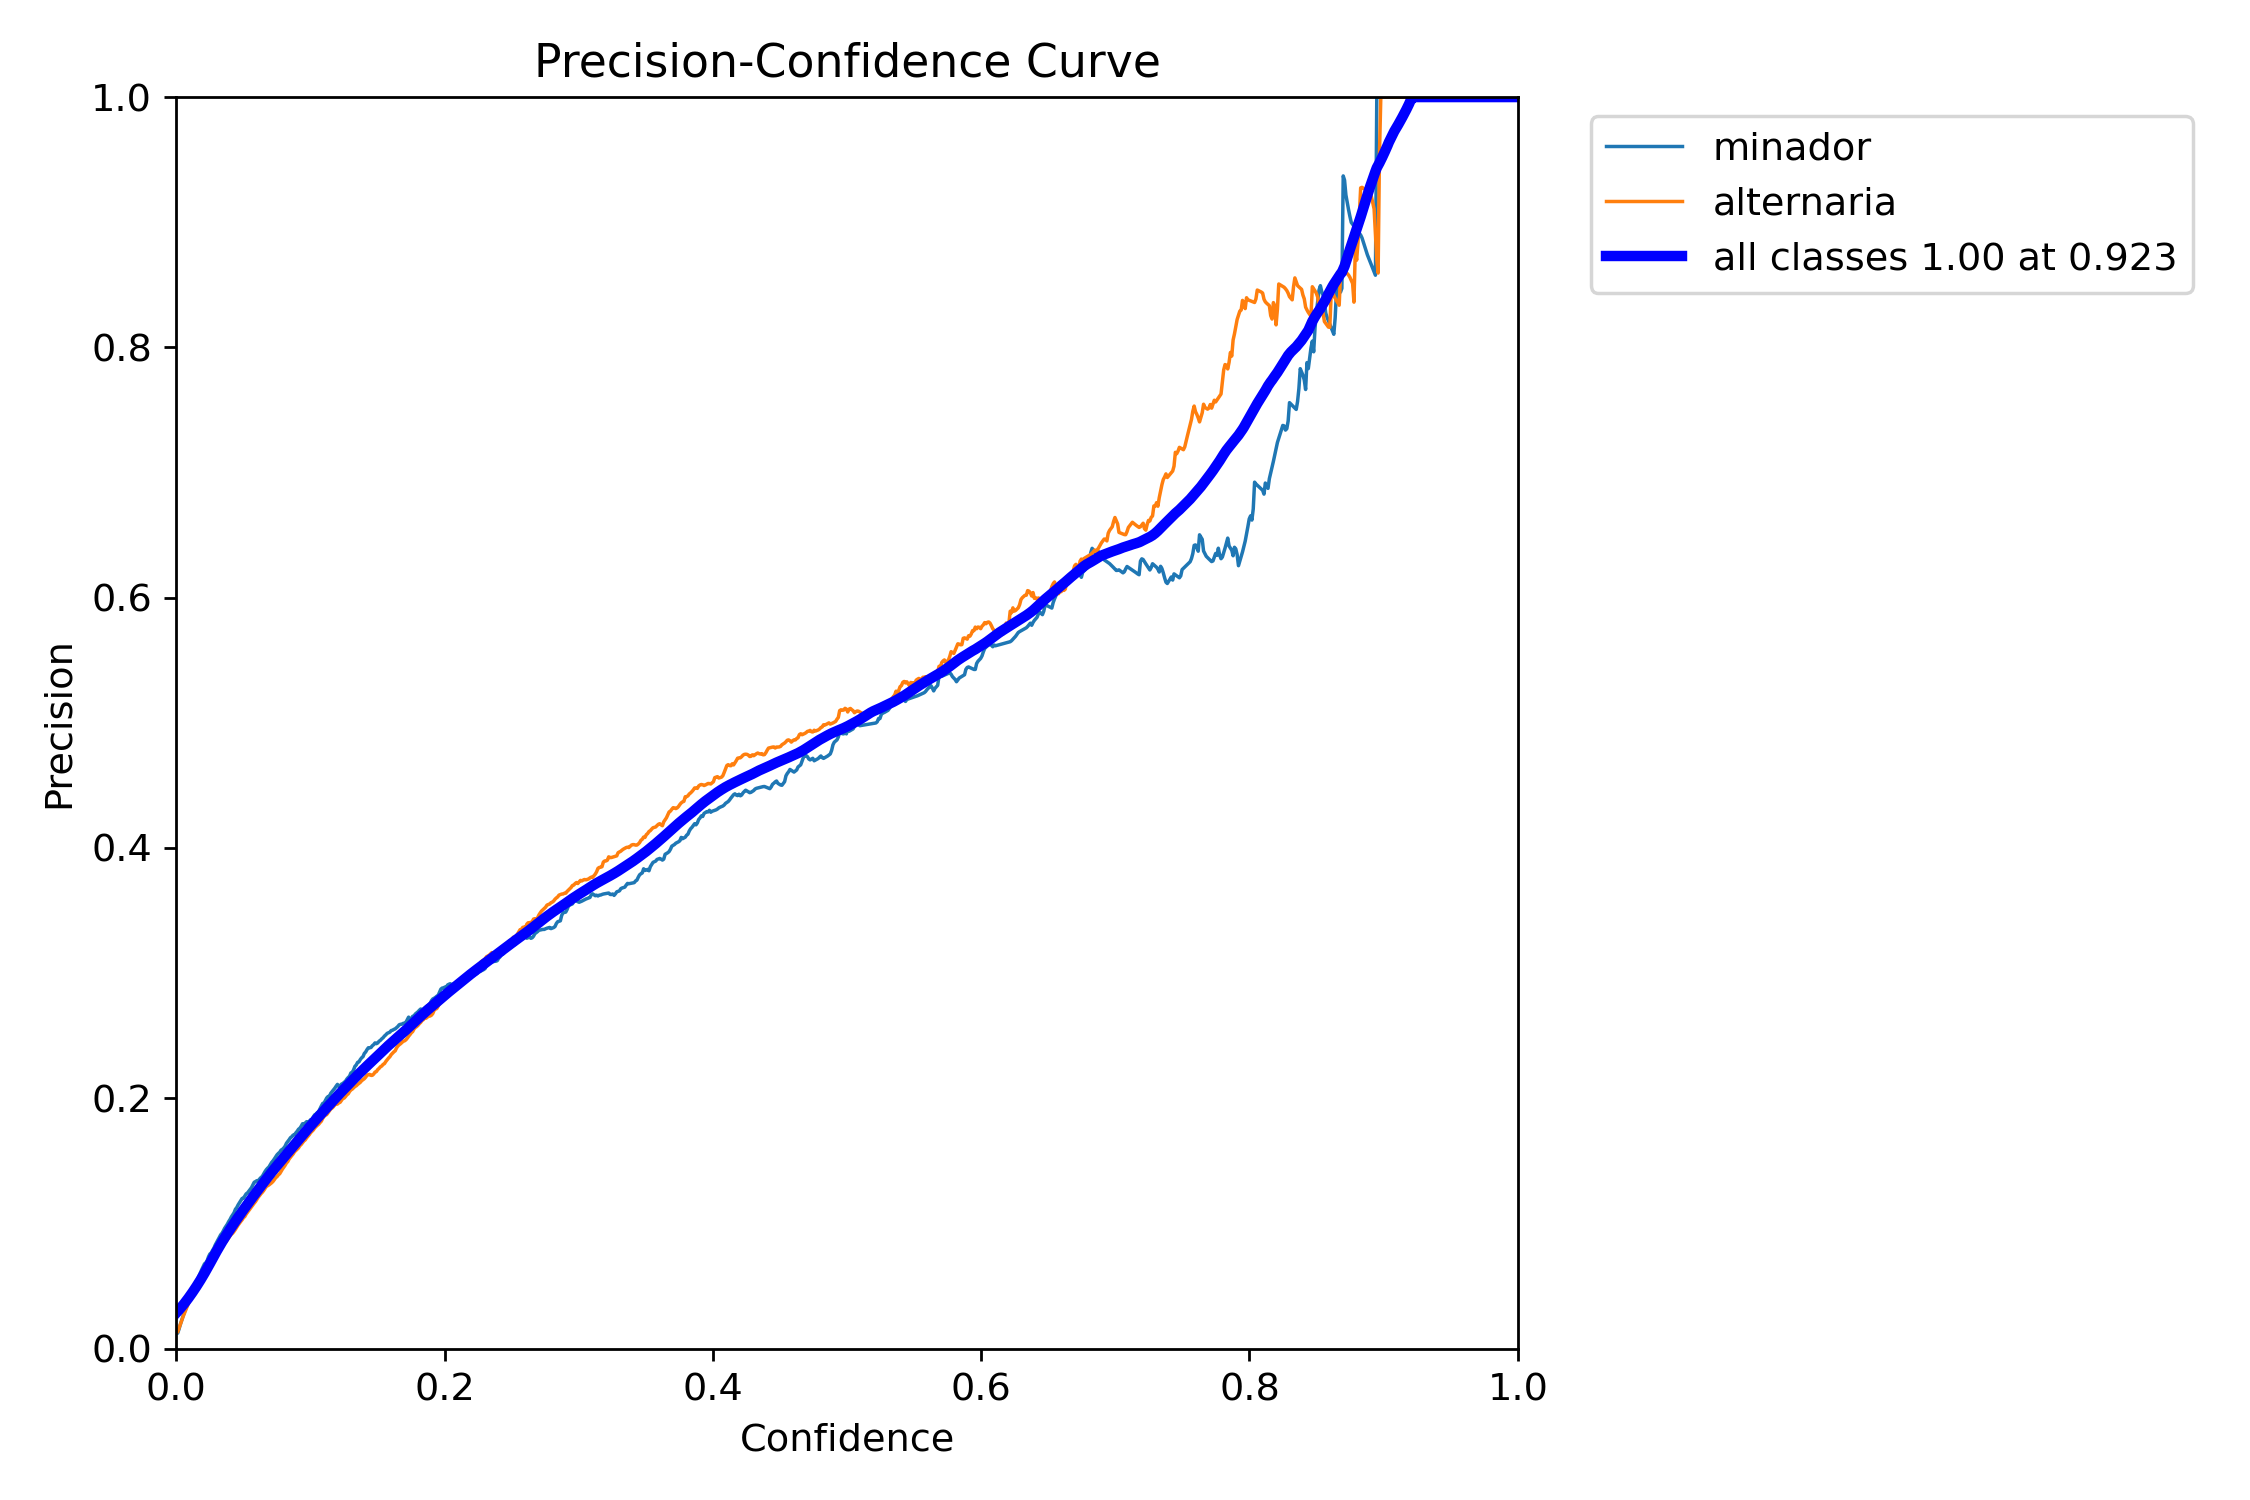 Precision-Confidence Curve
1.0
0.8
0.6
0.4
0.2
0.0
Precision
0.0 0.2 0.4 0.6 0.8 1.0
Confidence
minador
alternaria
all classes 1.00 at 0.923